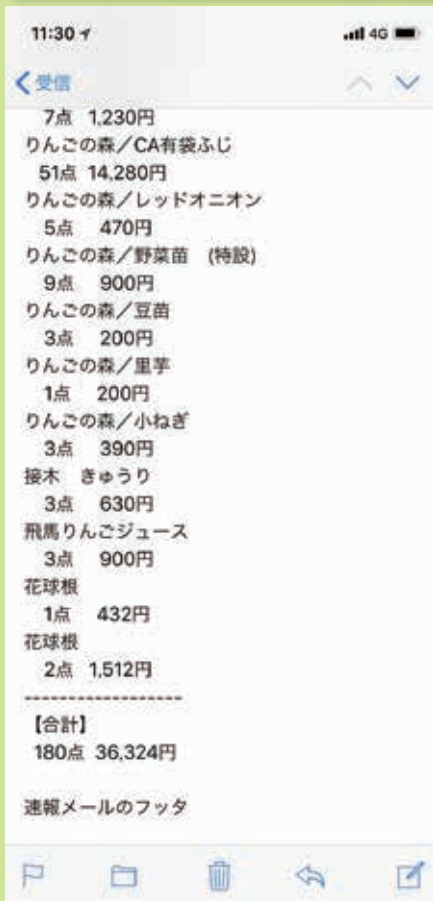 11:30
4G
受信
7点 1,230円
りんごの森／CA有袋ふじ
51点 14,280円
りんごの森／レッドオニオン
5点 470円
りんごの森／野菜苗 (特設)
9点 900円
りんごの森／豆苗
3点 200円
りんごの森／里芋
1点 200円
りんごの森／小ねぎ
3点 390円
接木 きゅうり
3点 630円
飛馬りんごジュース
3点 900円
花球根
1点 432円
花球根
2点 1,512円
------------------
【合計】
180点 36,324円
速報メールのフッタ